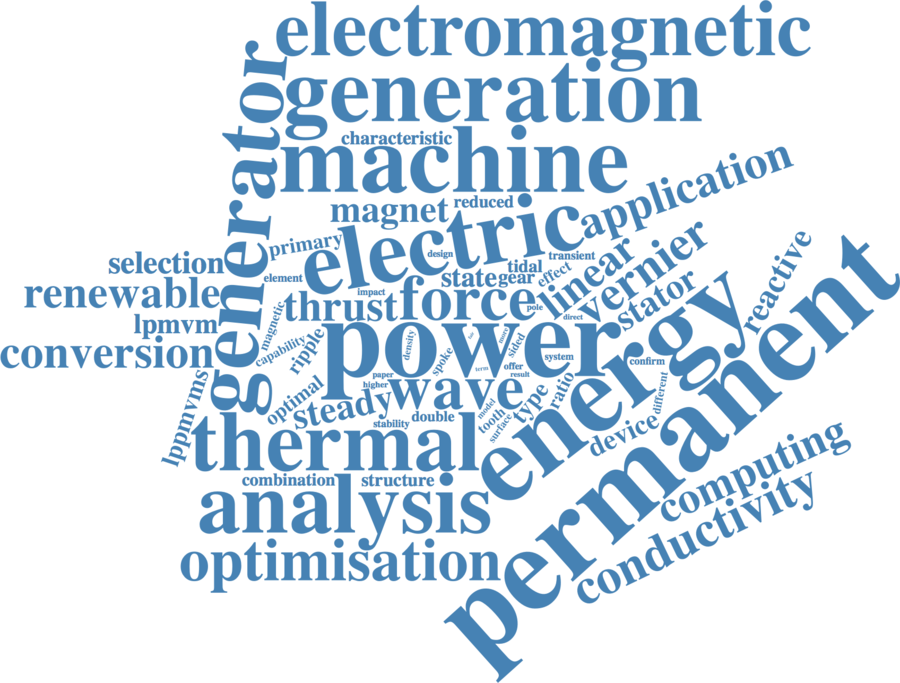 electromagnetic
generator
generation
characteristic
machine
application
magnet
reduced
electric
primary
design
transient
selection
element
state
gear
tidal
effect
linear
vernier
reactive
renewable
impact
thrust
force
pole
direct
stator
permanent
lpmvm
magnetic
capability
ripple
power
density
spoke
sided
system
energy
confirm
conversion
term
offer
result
paper
higher
wave
type
ratio
different
lppmvms
optimal
steady
stability
double
model
tooth
surface
device
thermal
combination
structure
computing
analysis
conductivity
optimisation